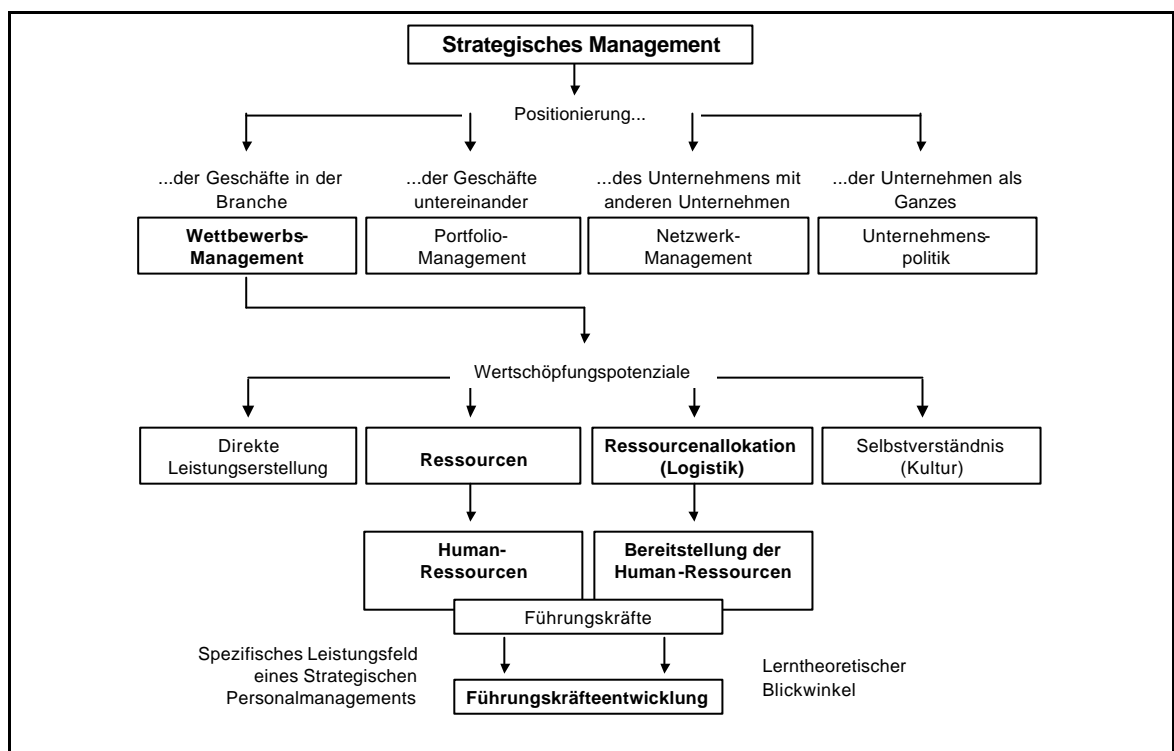 Strategisches Management
Positionierung...
...der Geschäfte in der
Branche
...der Geschäfte
untereinander
...des Unternehmens mit
anderen Unternehmen
...der Unternehmen als
Ganzes
Wettbewerbs-
Management
Portfolio-
Management
Netzwerk-
Management
Unternehmens-
politik
Wertschöpfungspotenziale
Direkte
Leistungserstellung
Ressourcen
Ressourcenallokation
(Logistik)
Selbstverständnis
(Kultur)
Human-
Ressourcen
Bereitstellung der
Human-Ressourcen
Führungskräfte
Spezifisches Leistungsfeld
eines Strategischen
Personalmanagements
Lerntheoretischer
Blickwinkel
Führungskräfteentwicklung